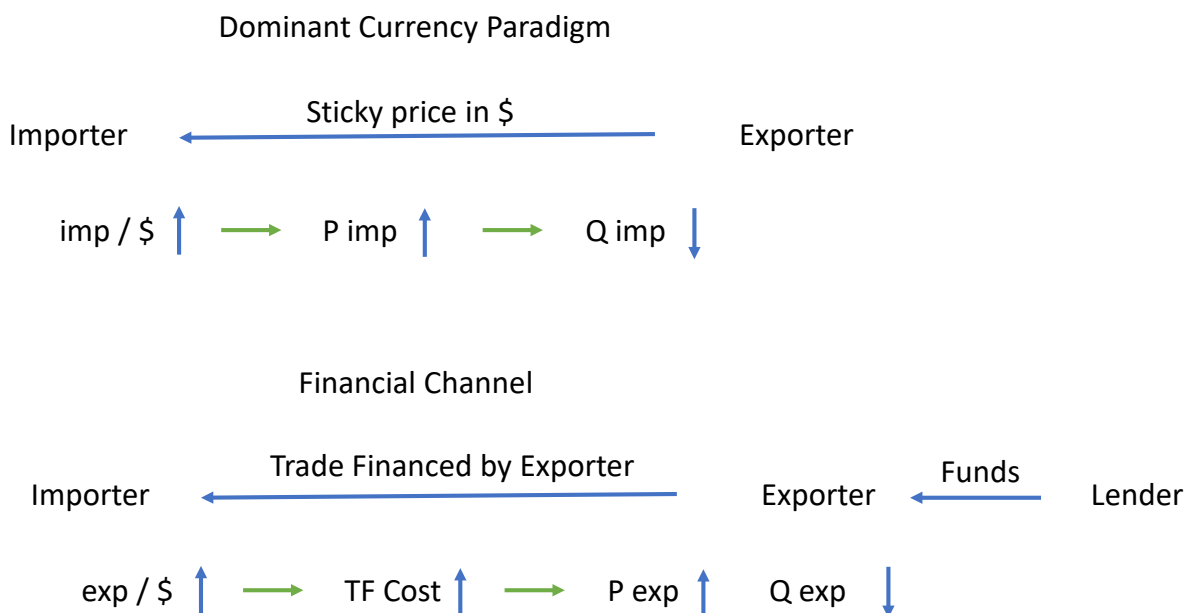 Dominant Currency Paradigm
Sticky price in $
Importer Exporter
imp / $ P imp Q imp
Financial Channel
Trade Financed by Exporter Funds
Importer Exporter Lender
exp / $ TF Cost P exp Q exp